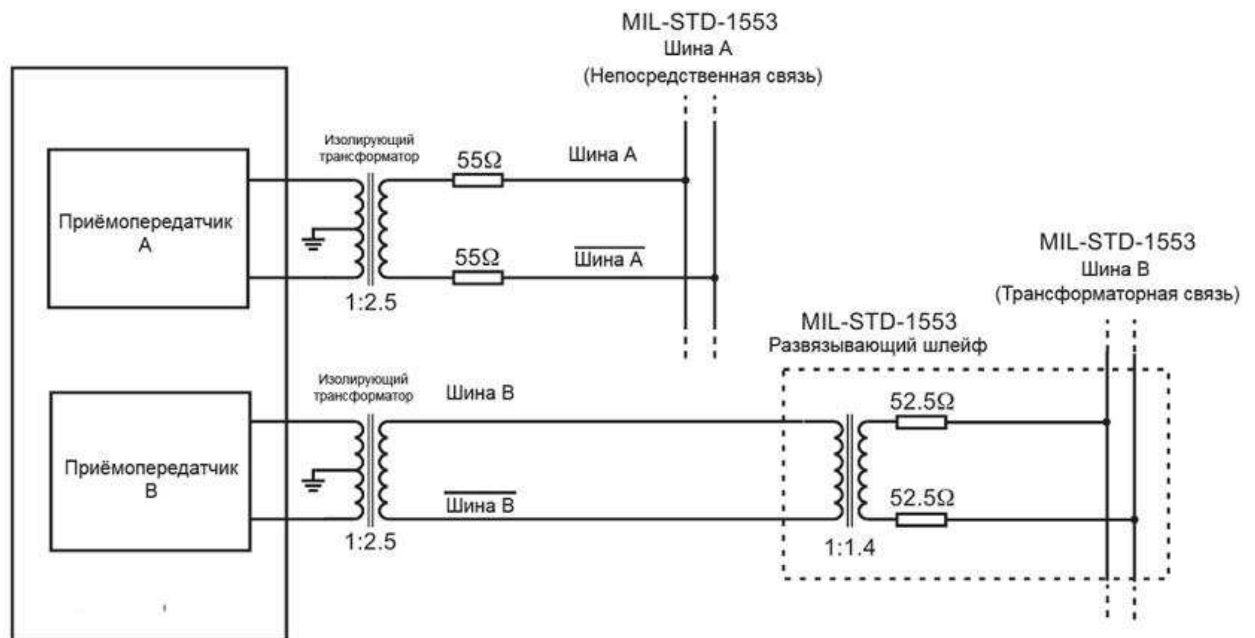 MIL-STD-1553
Шина А
(Непосредственная связь)
Изолирующий
трансформатор
55Ω
Шина А
Приёмопередатчик
А
55Ω
Шина А
1:2.5
MIL-STD-1553
Шина В
(Трансформаторная связь)
MIL-STD-1553
Развязывающий шлейф
Изолирующий
трансформатор
Шина В
52.5Ω
Приёмопередатчик
В
Шина В
52.5Ω
1:2.5
1:1.4